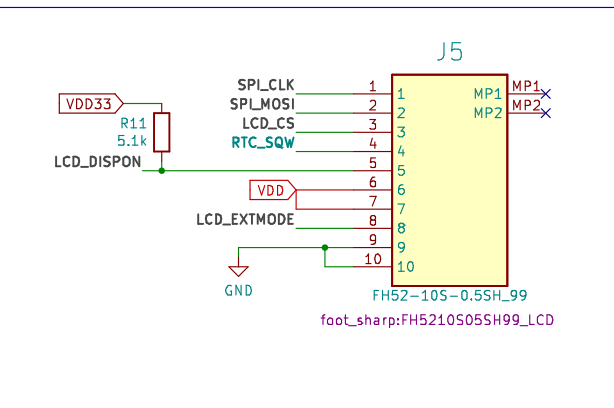 J5
SPI_CLK 1 1 MP1 MP1
VDD33 SPI_MOSI 2 2 MP2 MP2
R11 LCD_CS 3 3
5.1k RTC_SQW 4 4
LCD_DISPON 5 5
VDD 6 6
7 7
LCD_EXTMODE 8 8
9 9
10 10
GND
FH52-10S-0.5SH_99
foot_sharp:FH5210S05SH99_LCD